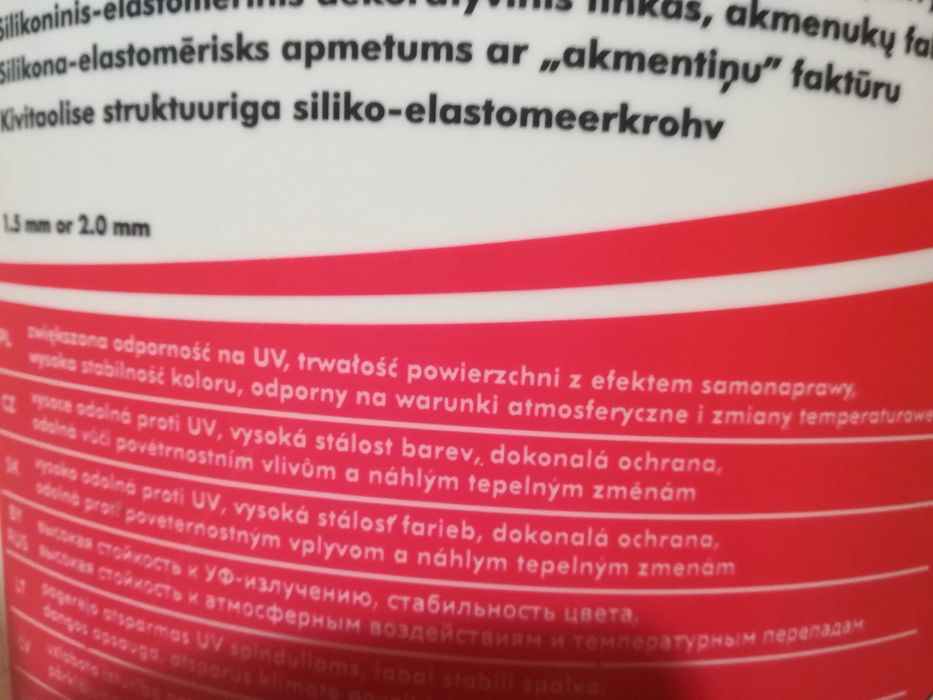 Silikoninis-elastomerinis dekoratyvinis tinkas, akmenukų
Silikona-elastomērisks apmetums ar „akmentiņu” faktūru
Kivitaolise struktuuriga siliko-elastomeerkrohv
1.5 mm or 2.0 mm
PL zwiększona odporność na UV, trwałość powierzchni z efektem samonaprawy,
wysoka stabilność koloru, odporny na warunki atmosferyczne i zmiany temperaturowe
CZ vysoce odolná proti UV, vysoká stálost barev, dokonalá ochrana,
odolná vůči povětrnostním vlivům a náhlým tepelným změnám
SK vysoko odolná proti UV, vysoká stálosť farieb, dokonalá ochrana,
odolná proti poveternostným vplyvom a náhlym tepelným zmenám
BY высокая стойкость к УФ-излучению, стабильность цвета,
RUS высокая стойкость к атмосферным воздействиям и температурным перепадам
LT pagerėjo atsparmas UV spinduliams, labai stabili spalva,
dangos apsauga, atsparus klimato
LV uzlabota